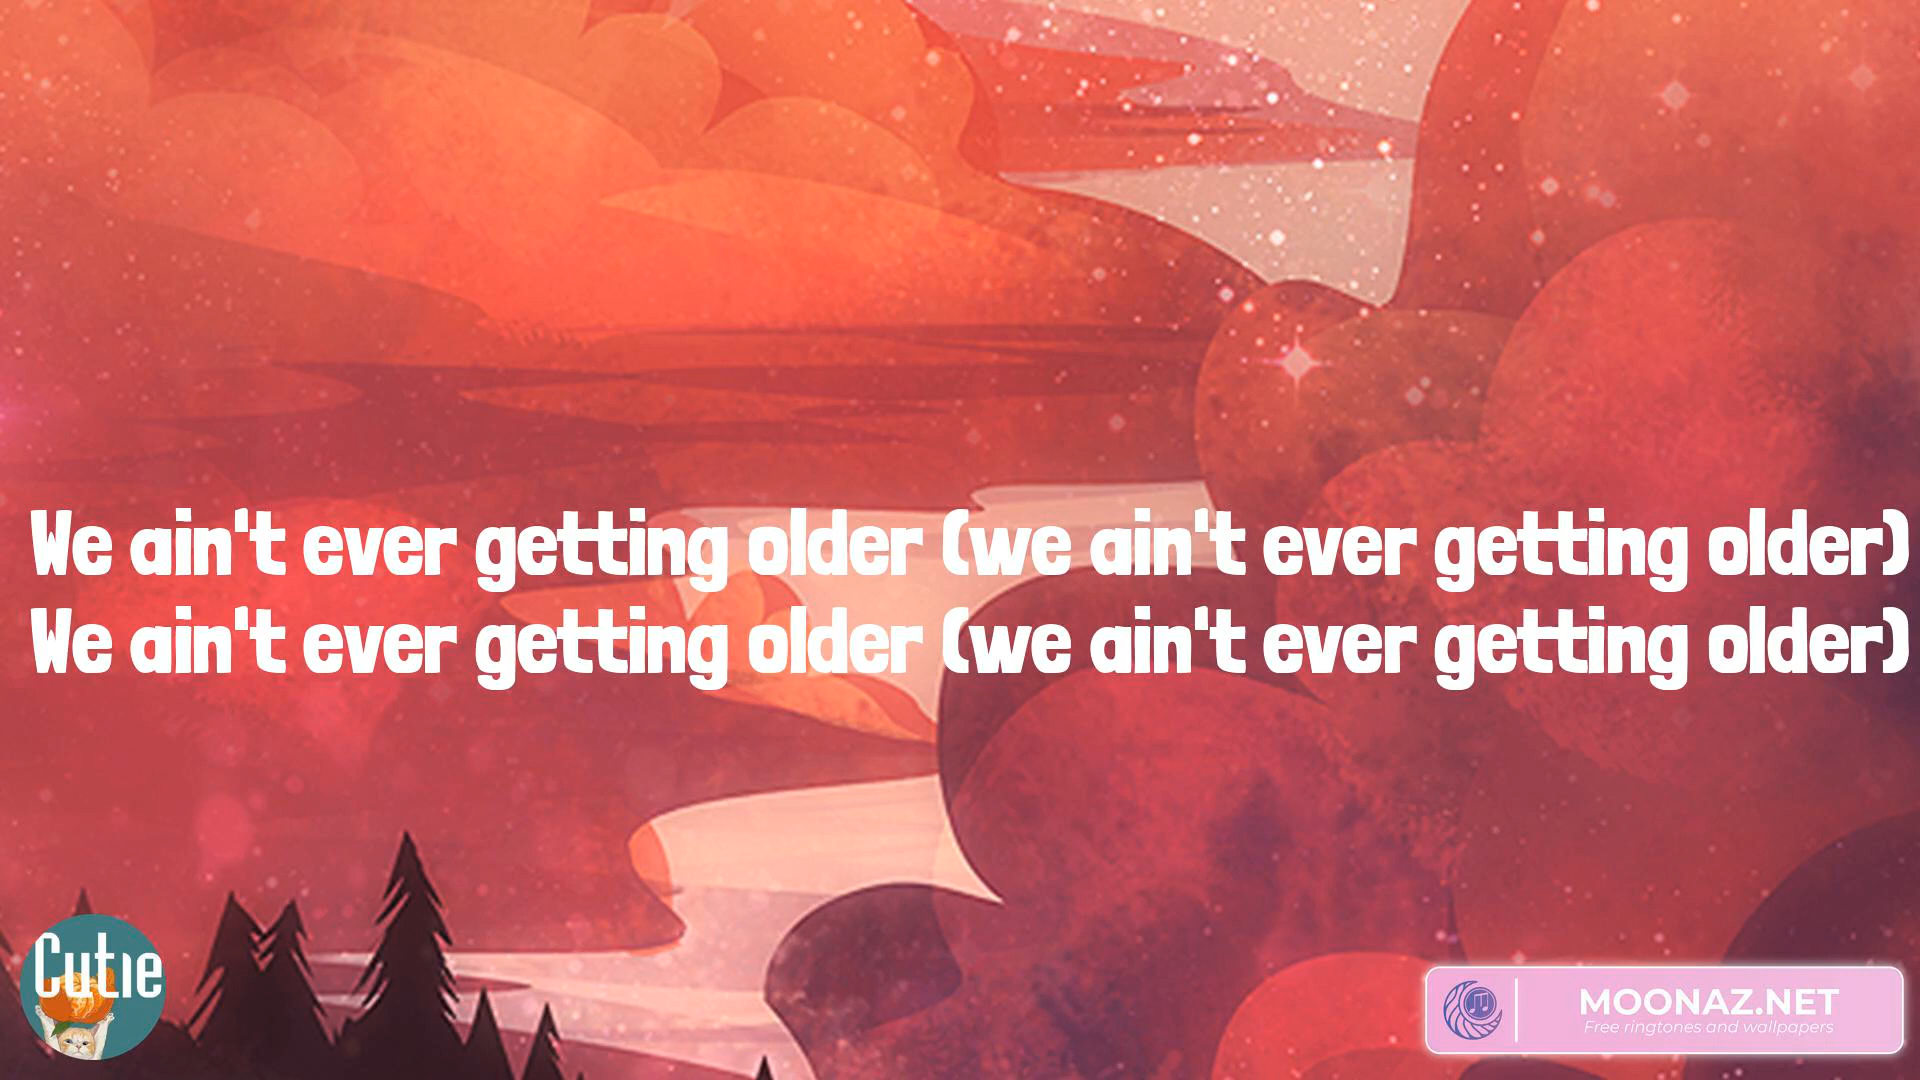 We ain't ever getting older (we ain't ever getting older)
We ain't ever getting older (we ain't ever getting older)
Cutie
MOONAZ.NET
Free ringtones and wallpapers